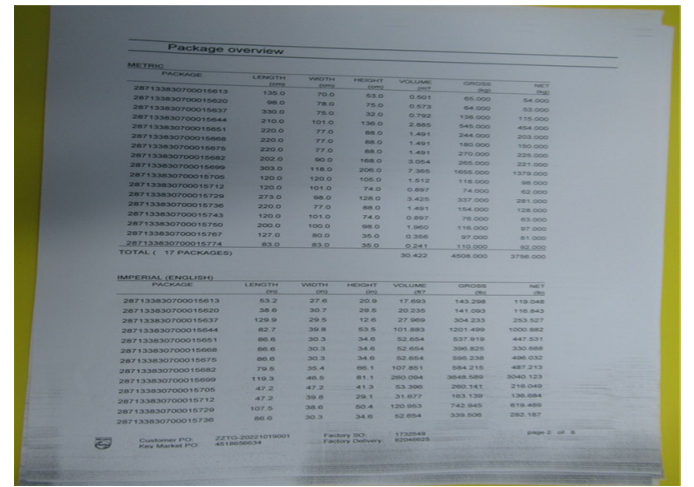 Package overview
METRIC
PACKAGE LENGTH WIDTH HEIGHT VOLUME GROSS NET
(cm) (cm) (cm) (m3 (kg) (kg)
287133830700015613 135.0 70.0 53.0 0.501 65.000 54.000
287133830700015620 98.0 78.0 75.0 0.573 64.000 53.000
287133830700015637 330.0 75.0 32.0 0.792 138.000 115.000
287133830700015644 210.0 101.0 136.0 2.885 545.000 454.000
287133830700015651 220.0 77.0 88.0 1.491 244.000 203.000
287133830700015668 220.0 77.0 88.0 1.491 180.000 150.000
287133830700015675 220.0 77.0 88.0 1.491 270.000 225.000
287133830700015682 202.0 90.0 168.0 3.054 265.000 221.000
287133830700015699 303.0 118.0 206.0 7.365 1655.000 1379.000
287133830700015705 120.0 120.0 105.0 1.512 118.000 98.000
287133830700015712 120.0 101.0 74.0 0.897 74.000 62.000
287133830700015729 273.0 98.0 128.0 3.425 337.000 281.000
287133830700015736 220.0 77.0 88.0 1.491 154.000 128.000
287133830700015743 120.0 101.0 74.0 0.897 76.000 63.000
287133830700015750 200.0 100.0 98.0 1.960 116.000 97.000
287133830700015767 127.0 80.0 35.0 0.356 97.000 81.000
287133830700015774 83.0 83.0 35.0 0.241 110.000 92.000
TOTAL ( 17 PACKAGES) 30.422 4508.000 3756.000
IMPERIAL (ENGLISH)
PACKAGE LENGTH WIDTH HEIGHT VOLUME GROSS NET
(in) (in) (in) (ft? (lb) (lb)
287133830700015613 53.2 27.6 20.9 17.693 143.298 119.048
287133830700015620 38.6 30.7 29.5 20.235 141.093 116.843
287133830700015637 129.9 29.5 12.6 27.969 304.233 253.527
287133830700015644 82.7 39.8 53.5 101.883 1201.499 1000.882
287133830700015651 86.6 30.3 34.6 52.654 537.919 447.531
287133830700015668 86.6 30.3 34.6 52.654 396.825 330.688
287133830700015675 86.6 30.3 34.6 52.654 595.238 496.032
287133830700015682 79.5 35.4 66.1 107.851 584.215 487.213
287133830700015699 119.3 46.5 81.1 260.094 3648.589 3040.123
287133830700015705 47.2 47.2 41.3 53.396 260.141 216.049
287133830700015712 47.2 39.8 29.1 31.677 163.139 136.684
287133830700015729 107.5 38.6 50.4 120.953 742.945 619.489
287133830700015736 86.6 30.3 34.6 52.654 339.506 282.187
Customer PO: ZZTG-20221019001 Factory SO: page 2 of
Key Market PO: Factory Delivery: